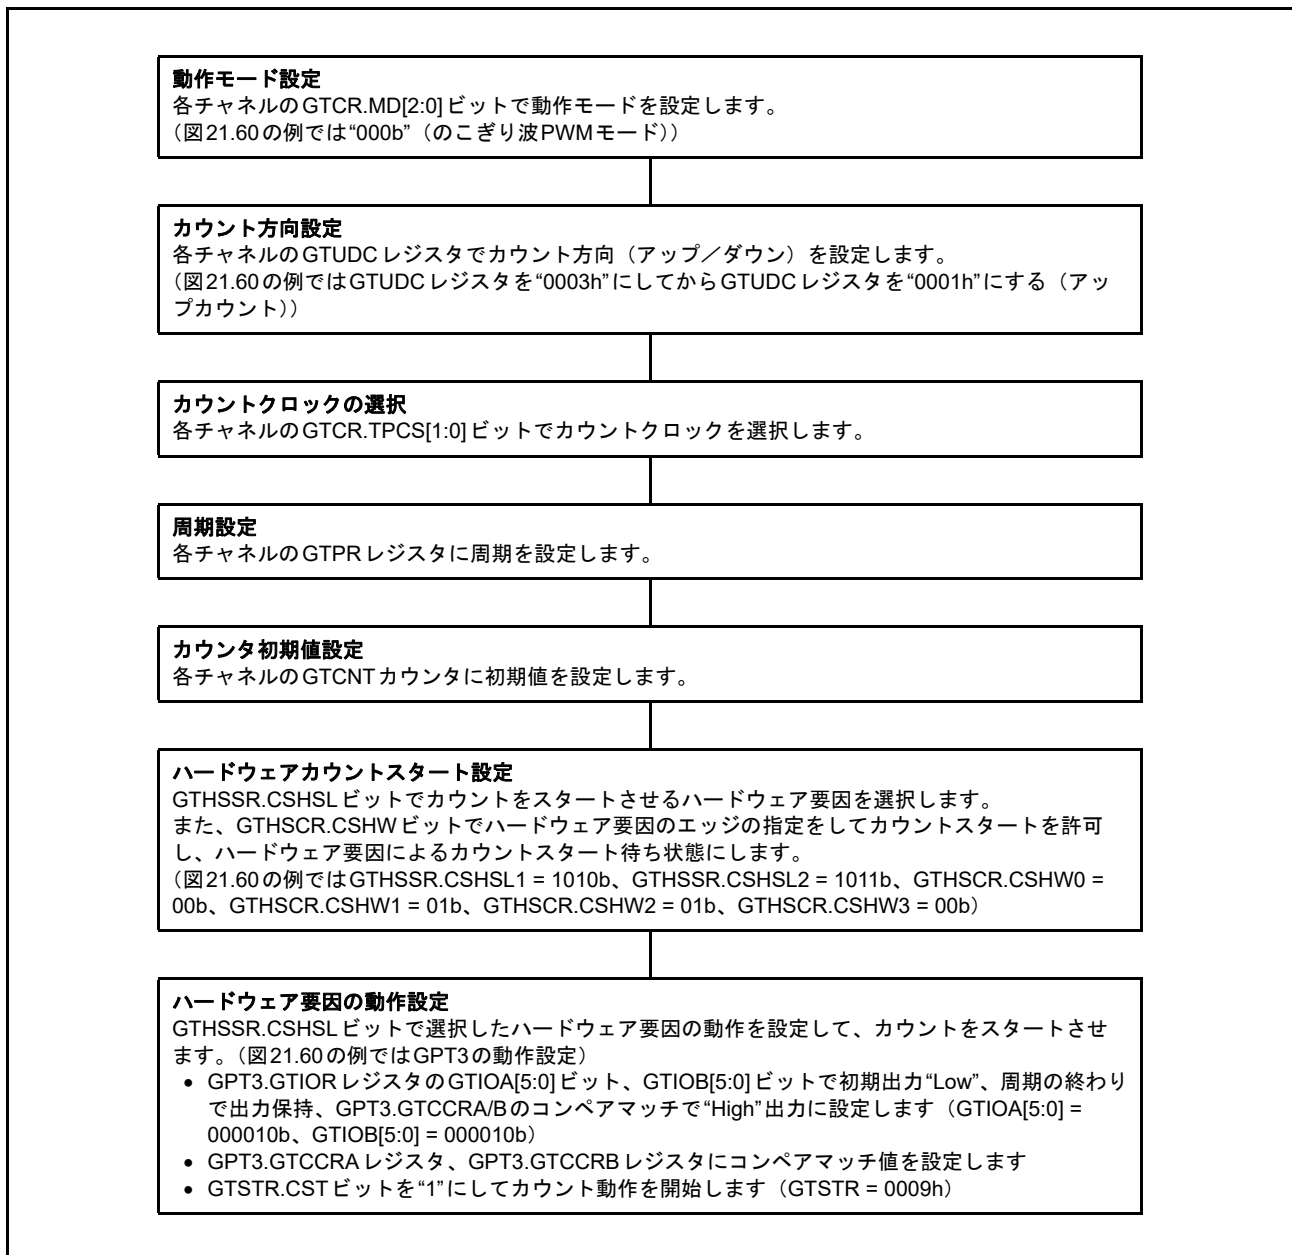 動作モード設定
各チャネルのGTCR.MD[2:0]ビットで動作モードを設定します。
（図21.60の例では“000b”（のこぎり波PWMモード））
カウント方向設定
各チャネルのGTUDCレジスタでカウント方向（アップ／ダウン）を設定します。
（図21.60の例ではGTUDCレジスタを“0003h”にしてからGTUDCレジスタを“0001h”にする（アッ
プカウント））
カウントクロックの選択
各チャネルのGTCR.TPCS[1:0]ビットでカウントクロックを選択します。
周期設定
各チャネルのGTPRレジスタに周期を設定します。
カウンタ初期値設定
各チャネルのGTCNTカウンタに初期値を設定します。
ハードウェアカウントスタート設定
GTHSSR.CSHSLビットでカウントをスタートさせるハードウェア要因を選択します。
また、GTHSCR.CSHWビットでハードウェア要因のエッジの指定をしてカウントスタートを許可
し、ハードウェア要因によるカウントスタート待ち状態にします。
（図21.60の例ではGTHSSR.CSHSL1 = 1010b、GTHSSR.CSHSL2 = 1011b、GTHSCR.CSHW0 =
00b、GTHSCR.CSHW1 = 01b、GTHSCR.CSHW2 = 01b、GTHSCR.CSHW3 = 00b）
ハードウェア要因の動作設定
GTHSSR.CSHSLビットで選択したハードウェア要因の動作を設定して、カウントをスタートさせ
ます。（図21.60の例ではGPT3の動作設定）
• GPT3.GTIORレジスタのGTIOA[5:0]ビット、GTIOB[5:0]ビットで初期出力“Low”、周期の終わり
で出力保持、GPT3.GTCCRA/Bのコンペアマッチで“High”出力に設定します（GTIOA[5:0] =
000010b、GTIOB[5:0] = 000010b）
• GPT3.GTCCRAレジスタ、GPT3.GTCCRBレジスタにコンペアマッチ値を設定します
• GTSTR.CSTビットを“1”にしてカウント動作を開始します（GTSTR = 0009h）